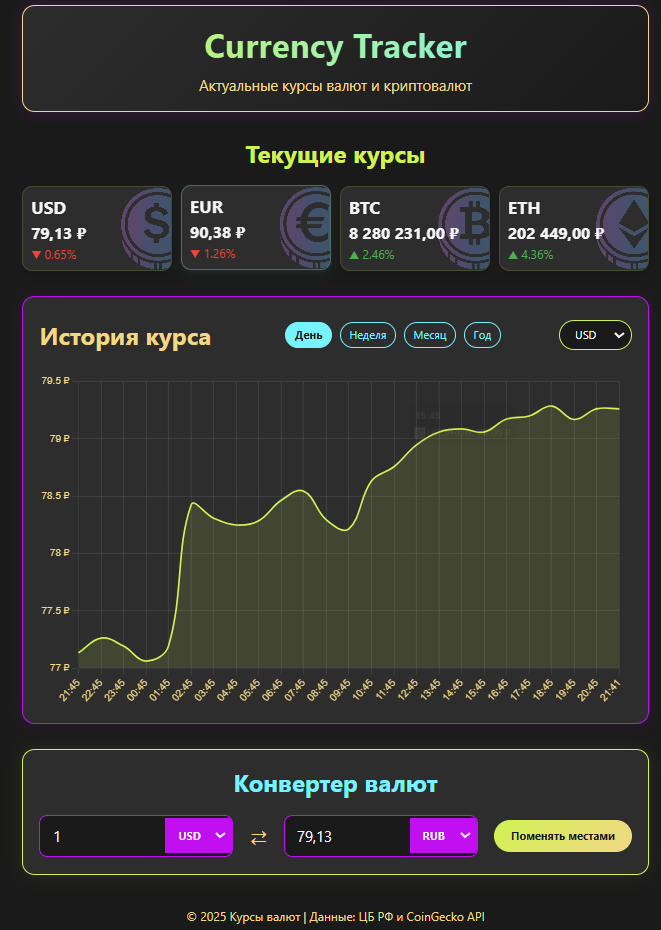 Currency Tracker
Актуальные курсы валют и криптовалют
Текущие курсы
USD
79,13 ₽
▼ 0.65%
EUR
90,38 ₽
▼ 1.26%
BTC
8 280 231,00 ₽
▲ 2.46%
ETH
202 449,00 ₽
▲ 4.36%
История курса
День Неделя Месяц Год
USD
79.5 ₽
79 ₽
78.5 ₽
78 ₽
77.5 ₽
77 ₽
21:45 22:45 23:45 00:45 01:45 02:45 03:45 04:45 05:45 06:45 07:45 08:45 09:45 10:45 11:45 12:45 13:45 14:45 15:45 16:45 17:45 18:45 19:45 20:45 21:41
Конвертер валют
1 USD ⇄ 79,13 RUB Поменять местами
© 2025 Курсы валют | Данные: ЦБ РФ и CoinGecko API